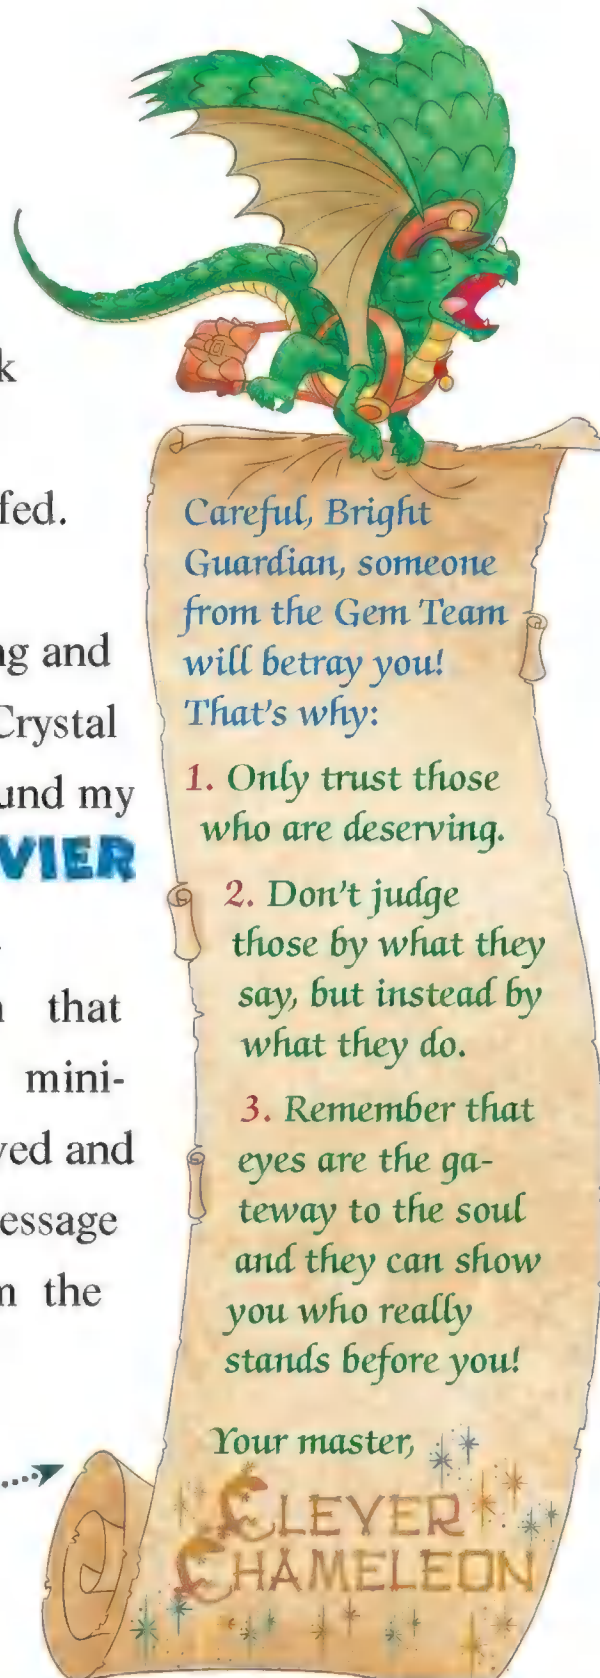 k
fed.
ng and
Crystal
und my
VIER
that
mini-
yed and
essage
the
Careful, Bright
Guardian, someone
from the Gem Team
will betray you!
That's why:
1. Only trust those
who are deserving.
2. Don't judge
those by what they
say, but instead by
what they do.
3. Remember that
eyes are the ga-
teway to the soul
and they can show
you who really
stands before you!
Your master,
CLEVER
CHAMELEON